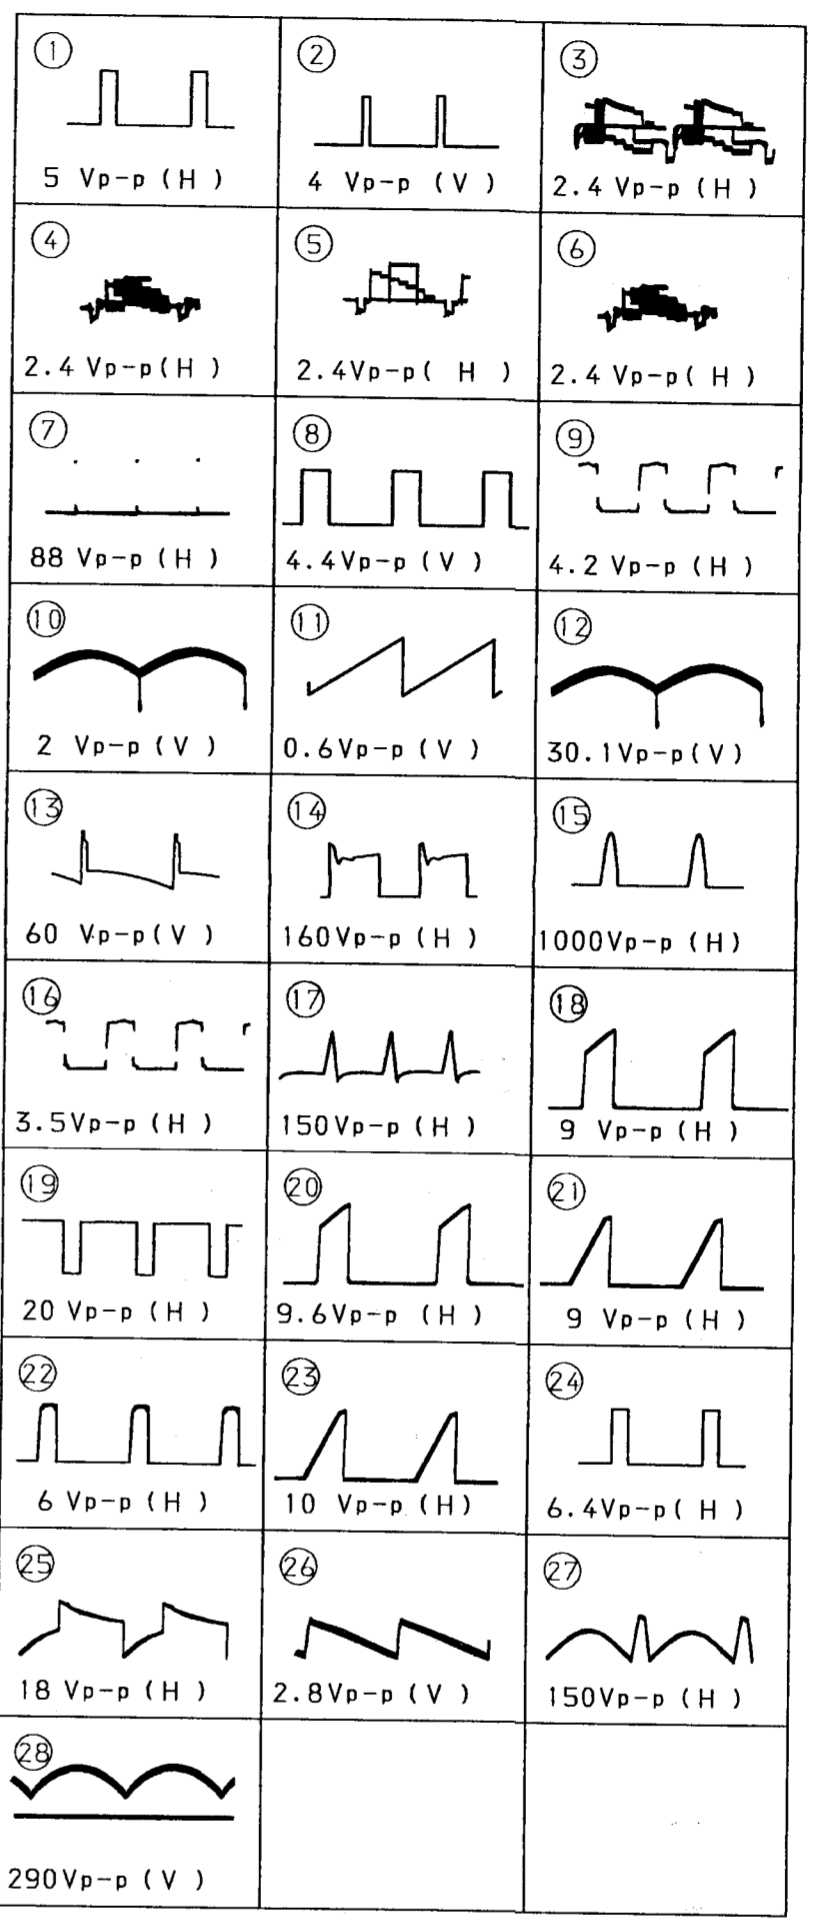 ① ② ③
5 Vp-p (H) 4 Vp-p (V) 2.4 Vp-p (H)
④ ⑤ ⑥
2.4 Vp-p (H) 2.4Vp-p( H ) 2.4 Vp-p( H )
⑦ ⑧ ⑨
88 Vp-p (H) 4.4Vp-p (V) 4.2 Vp-p (H)
⑩ ⑪ ⑫
2 Vp-p (V) 0.6Vp-p (V) 30.1Vp-p(V)
⑬ ⑭ ⑮
60 Vp-p(V) 160Vp-p (H) 1000Vp-p (H)
⑯ ⑰ ⑱
3.5Vp-p (H) 150Vp-p (H) 9 Vp-p (H)
⑲ ⑳ ㉑
20 Vp-p (H) 9.6Vp-p (H) 9 Vp-p (H)
㉒ ㉓ ㉔
6 Vp-p (H) 10 Vp-p (H) 6.4Vp-p( H )
㉕ ㉖ ㉗
18 Vp-p (H) 2.8Vp-p (V) 150Vp-p (H)
㉘
290Vp-p (V)